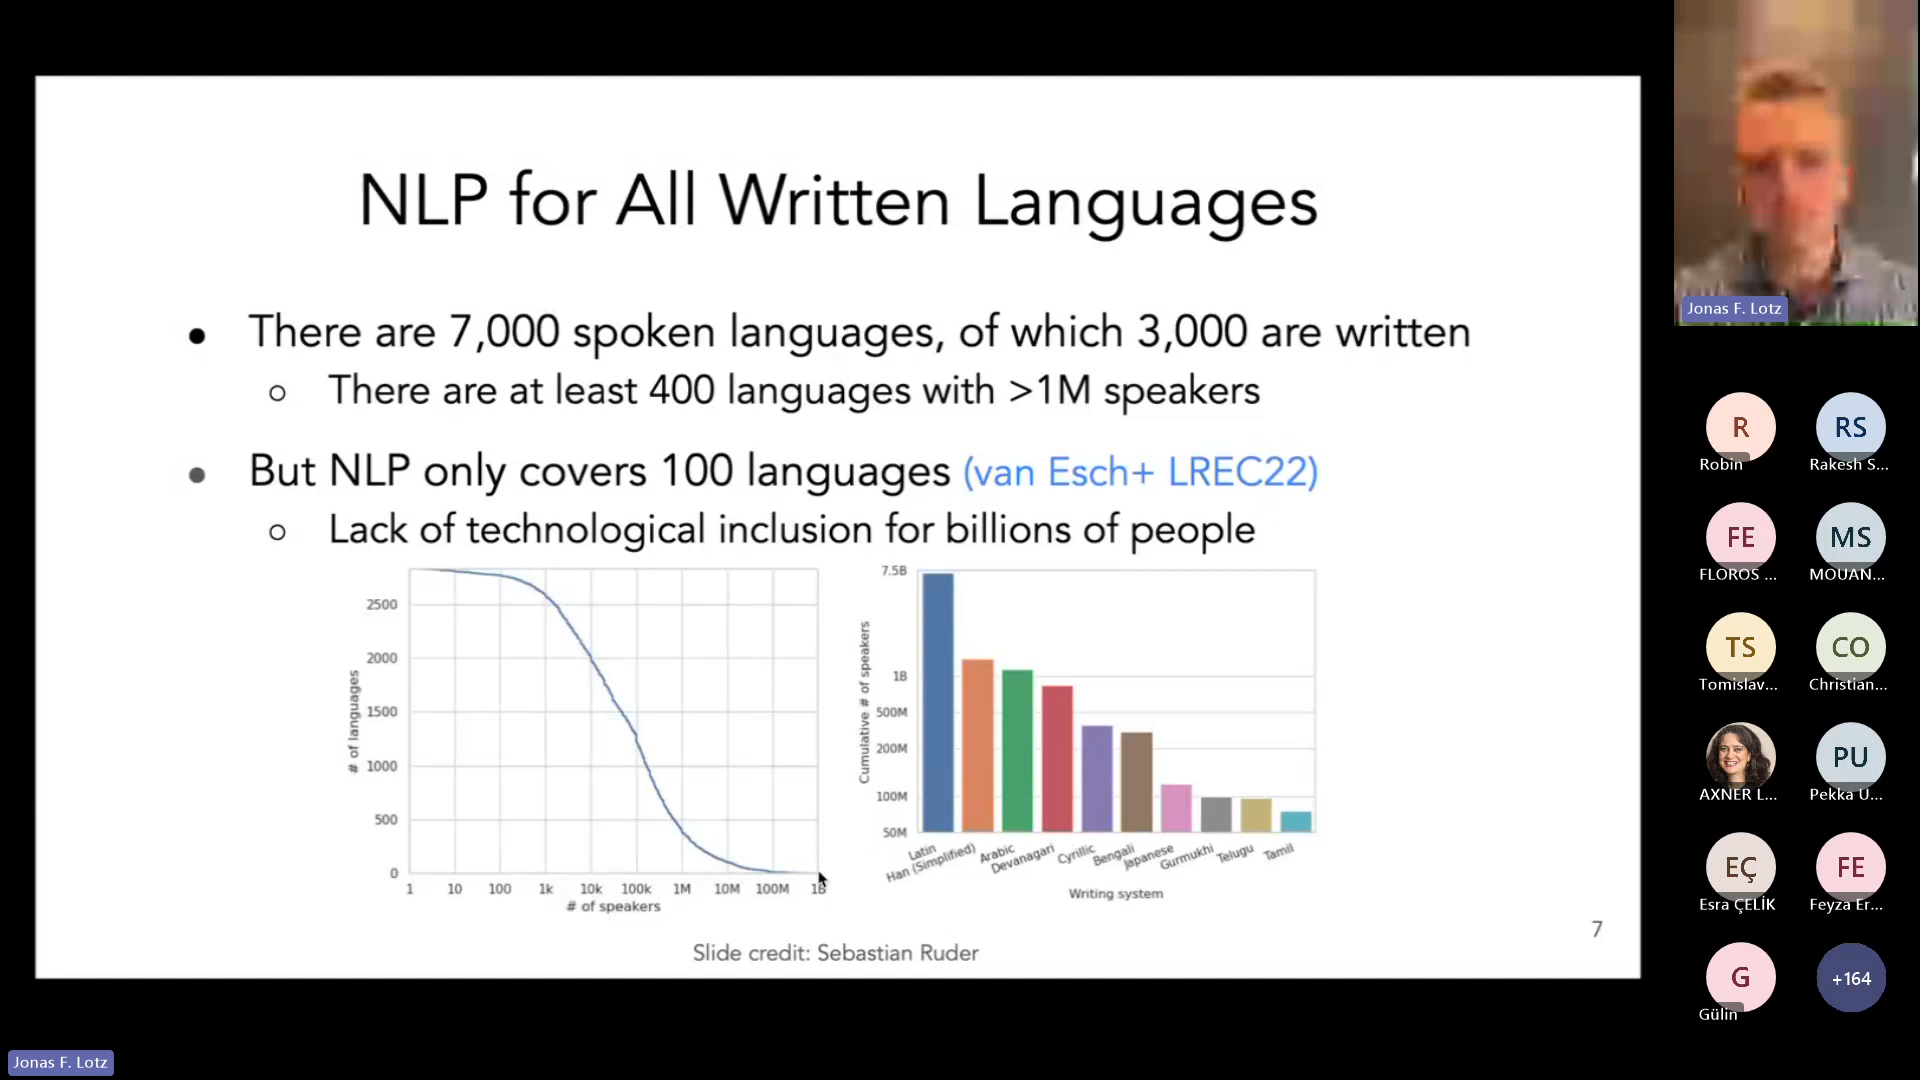 NLP for All Written Languages
• There are 7,000 spoken languages, of which 3,000 are written
○ There are at least 400 languages with >1M speakers
• But NLP only covers 100 languages (van Esch+ LREC22)
○ Lack of technological inclusion for billions of people
# of languages
2500
2000
1500
1000
500
0
1 10 100 1k 10k 100k 1M 10M 100M 1B
# of speakers
Cumulative # of speakers
7.5B
1B
500M
200M
100M
50M
Latin
Han (Simplified)
Arabic
Devanagari
Cyrillic
Bengali
Japanese
Gurmukhi
Telugu
Tamil
Writing system
7
Slide credit: Sebastian Ruder
Jonas F. Lotz
R RS
Robin Rakesh S...
FE MS
FLOROS ... MOUAN...
TS CO
Tomislav... Christian...
PU
AXNER L... Pekka U...
EÇ FE
Esra ÇELİK Feyza Er...
G +164
Gülin
Jonas F. Lotz